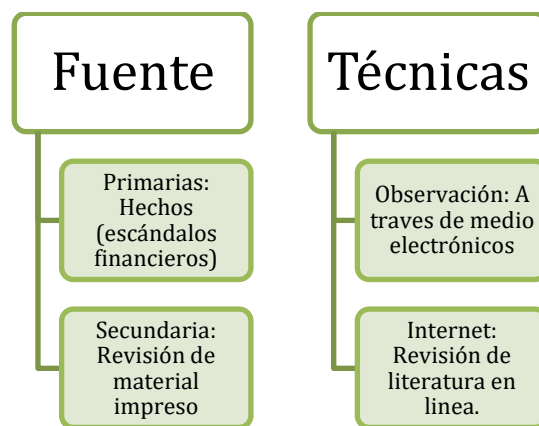 Fuente
Primarias:
Hechos
(escándalos
financieros)
Secundaria:
Revisión de
material
impreso
Técnicas
Observación: A
traves de medio
electrónicos
Internet:
Revisión de
literatura en
linea.